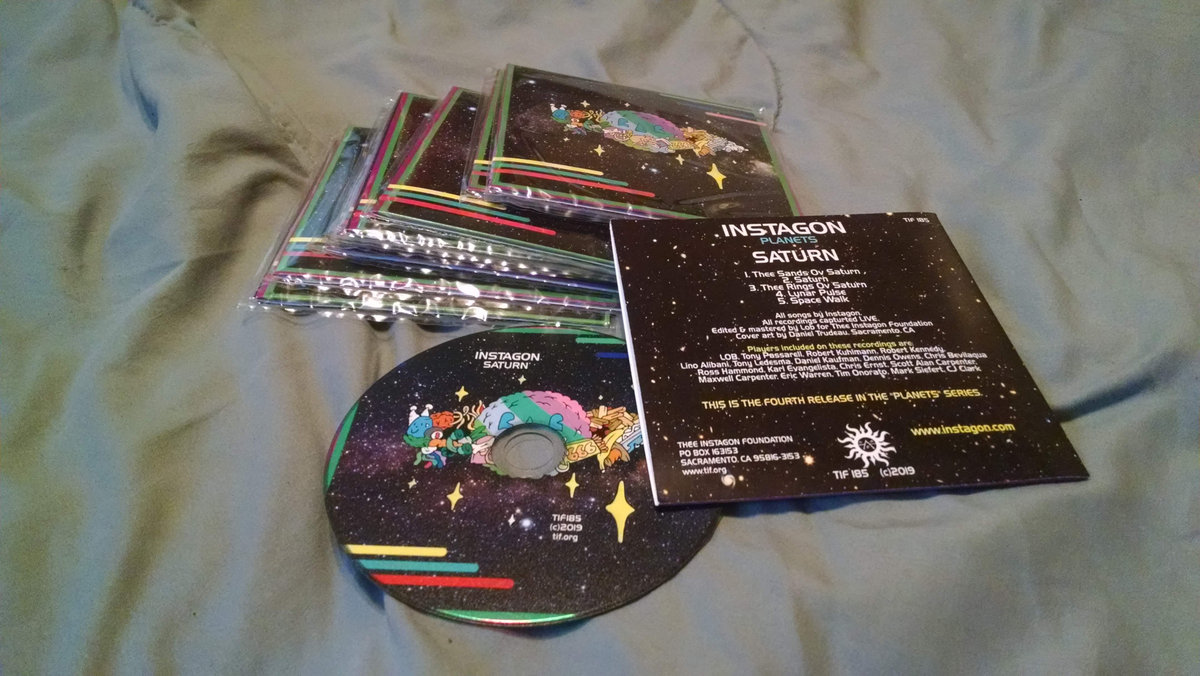 INSTAGON
PLANETS
TIF 185
SATURN
1. Thee Sands Ov Saturn
2. Saturn
3. Thee Rings Ov Saturn
4. Lunar Pulse
5. Space Walk
All songs by Instagon.
All recordings capturted LIVE.
Edited & mastered by Lob for Thee Instagon Foundation
Cover art by Daniel Trudeau. Sacramento. CA
Players included on these recordings are:
LOB, Tony Passarell, Robert Kuhlmann, Robert Kennedy,
Lino Alibani, Tony Ledesma, Daniel Kaufman, Dennis Owens, Chris Bevilaqua
Ross Hammond, Karl Evangelista, Chris Ernst, Scott Alan Carpenter,
Maxwell Carpenter, Eric Warren, Tim Onorato, Mark Siefert, CJ Clark
THIS IS THE FOURTH RELEASE IN THE "PLANETS" SERIES.
www.instagon.com
THEE INSTAGON FOUNDATION
PO BOX 163153
SACRAMENTO, CA 95816-3153
www.tif.org
TIF 185 (c)2019
INSTAGON
SATURN
TIF185
(c)2019
tif.org